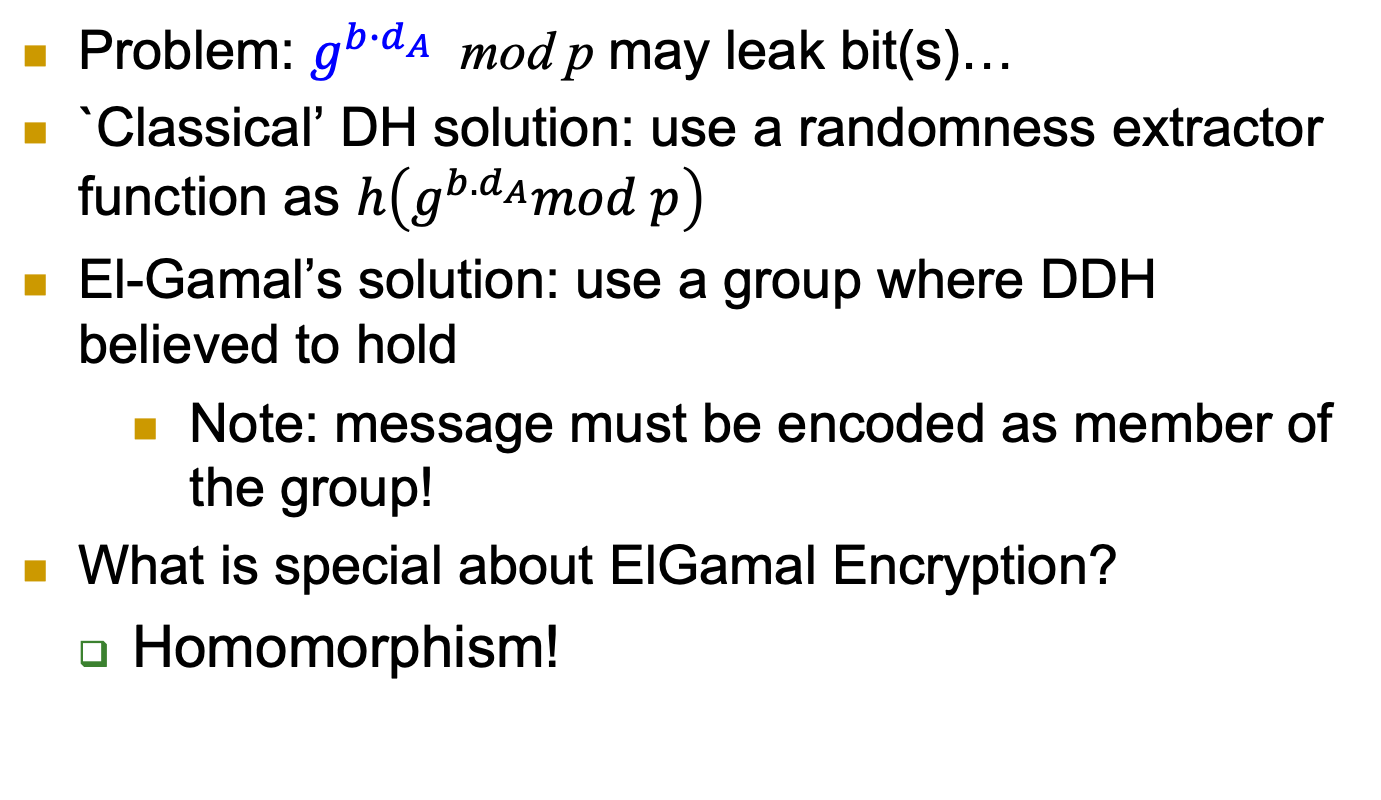 Problem: g^{b·d_A} mod p may leak bit(s)…
`Classical’ DH solution: use a randomness extractor
function as h(g^{b.d_A} mod p)
El-Gamal’s solution: use a group where DDH
believed to hold
Note: message must be encoded as member of
the group!
What is special about ElGamal Encryption?
Homomorphism!